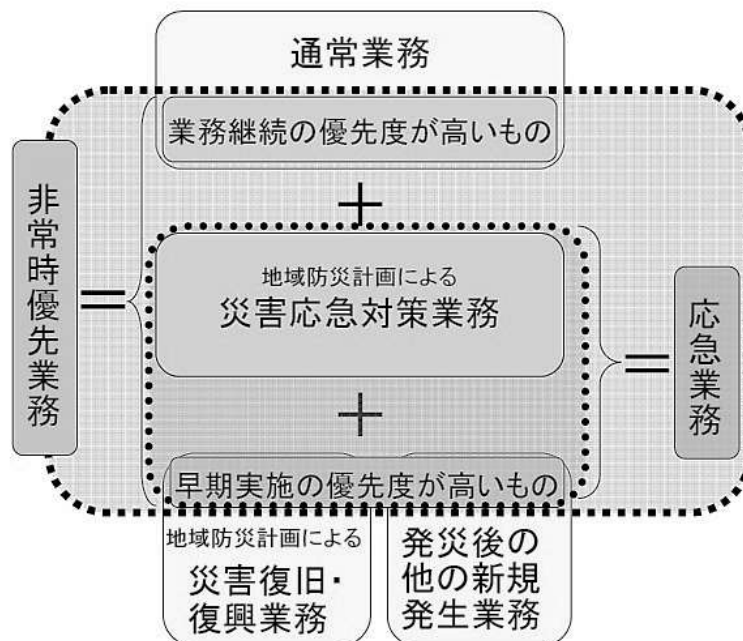 通常業務
業務継続の優先度が高いもの
+
非常時優先業務
=
地域防災計画による
災害応急対策業務
=
応急業務
+
早期実施の優先度が高いもの
地域防災計画による
災害復旧・
復興業務
発災後の
他の新規
発生業務